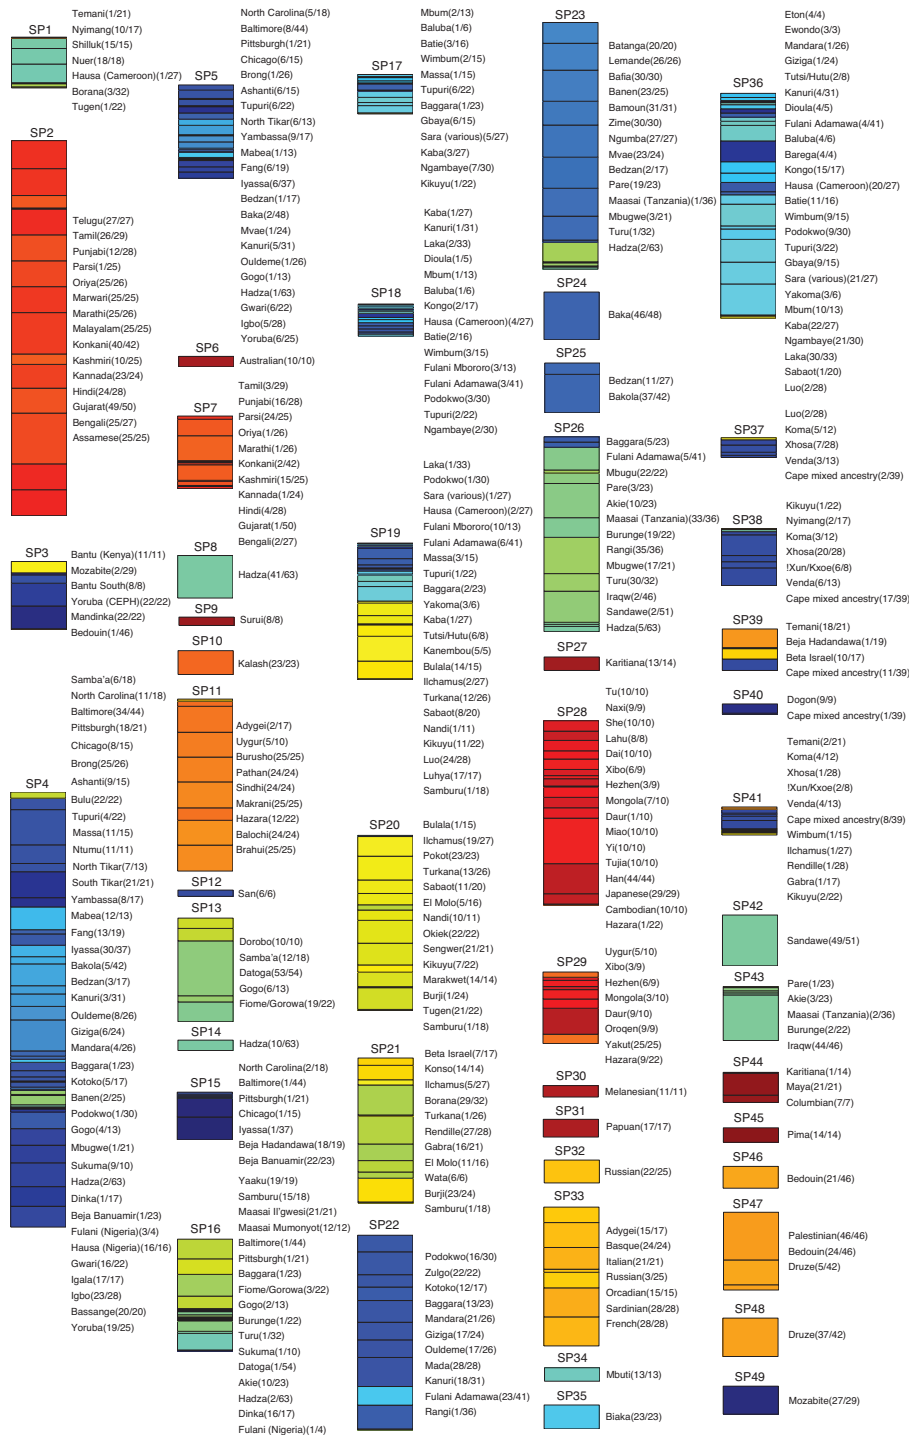 SP1
Temani(1/21)
Nyimang(10/17)
Shilluk(15/15)
Nuer(18/18)
Hausa (Cameroon)(1/27)
Borana(3/32)
Tugen(1/22)
SP2
Telugu(27/27)
Tamil(26/29)
Punjabi(12/28)
Parsi(1/25)
Oriya(25/26)
Marwari(25/25)
Marathi(25/26)
Malayalam(25/25)
Konkani(40/42)
Kashmiri(10/25)
Kannada(23/24)
Hindi(24/28)
Gujarat(49/50)
Bengali(25/27)
Assamese(25/25)
SP3
Bantu (Kenya)(11/11)
Mozabite(2/29)
Bantu South(8/8)
Yoruba (CEPH)(22/22)
Mandinka(22/22)
Bedouin(1/46)
SP4
Samba'a(6/18)
North Carolina(11/18)
Baltimore(34/44)
Pittsburgh(18/21)
Chicago(8/15)
Brong(25/26)
Ashanti(9/15)
Bulu(22/22)
Tupuri(4/22)
Massa(11/15)
Ntumu(11/11)
North Tikar(7/13)
South Tikar(21/21)
Yambassa(8/17)
Mabea(12/13)
Fang(13/19)
Iyassa(30/37)
Bakola(5/42)
Bedzan(3/17)
Kanuri(3/31)
Ouldeme(8/26)
Giziga(6/24)
Mandara(4/26)
Baggara(1/23)
Kotoko(5/17)
Banen(2/25)
Podokwo(1/30)
Gogo(4/13)
Mbugwe(1/21)
Sukuma(9/10)
Hadza(2/63)
Dinka(1/17)
Beja Banuamir(1/23)
Fulani (Nigeria)(3/4)
Hausa (Nigeria)(16/16)
Gwari(16/22)
Igala(17/17)
Igbo(23/28)
Bassange(20/20)
Yoruba(19/25)
SP5
North Carolina(5/18)
Baltimore(8/44)
Pittsburgh(1/21)
Chicago(6/15)
Brong(1/26)
Ashanti(6/15)
Tupuri(6/22)
North Tikar(6/13)
Yambassa(9/17)
Mabea(1/13)
Fang(6/19)
Iyassa(6/37)
Bedzan(1/17)
Baka(2/48)
Mvae(1/24)
Kanuri(5/31)
Ouldeme(1/26)
Gogo(1/13)
Hadza(1/63)
Gwari(6/22)
Igbo(5/28)
Yoruba(6/25)
SP6
Australian(10/10)
SP7
Tamil(3/29)
Punjabi(16/28)
Parsi(24/25)
Oriya(1/26)
Marathi(1/26)
Konkani(2/42)
Kashmiri(15/25)
Kannada(1/24)
Hindi(4/28)
Gujarat(1/50)
Bengali(2/27)
SP8
Hadza(41/63)
SP9
Surui(8/8)
SP10
Kalash(23/23)
SP11
Adygei(2/17)
Uygur(5/10)
Burusho(25/25)
Pathan(24/24)
Sindhi(24/24)
Makrani(25/25)
Hazara(12/22)
Balochi(24/24)
Brahui(25/25)
SP12
San(6/6)
SP13
Dorobo(10/10)
Samba'a(12/18)
Datoga(53/54)
Gogo(6/13)
Fiome/Gorowa(19/22)
SP14
Hadza(10/63)
SP15
North Carolina(2/18)
Baltimore(1/44)
Pittsburgh(1/21)
Chicago(1/15)
Iyassa(1/37)
Beja Hadandawa(18/19)
Beja Banuamir(22/23)
SP16
Yaaku(19/19)
Samburu(15/18)
Maasai Il'gwesi(21/21)
Maasai Mumonyot(12/12)
Baltimore(1/44)
Pittsburgh(1/21)
Baggara(1/23)
Fiome/Gorowa(3/22)
Gogo(2/13)
Burunge(1/22)
Turu(1/32)
Sukuma(1/10)
Datoga(1/54)
Akie(10/23)
Hadza(2/63)
Dinka(16/17)
Fulani (Nigeria)(1/4)
SP17
Mbum(2/13)
Baluba(1/6)
Batie(3/16)
Wimbum(2/15)
Massa(1/15)
Tupuri(6/22)
Baggara(1/23)
Gbaya(6/15)
Sara (various)(5/27)
Kaba(3/27)
Ngambaye(7/30)
Kikuyu(1/22)
SP18
Kaba(1/27)
Kanuri(1/31)
Laka(2/33)
Dioula(1/5)
Mbum(1/13)
Baluba(1/6)
Kongo(2/17)
Hausa (Cameroon)(4/27)
Batie(2/16)
Wimbum(3/15)
Fulani Mbororo(3/13)
Fulani Adamawa(3/41)
Podokwo(3/30)
Tupuri(2/22)
Ngambaye(2/30)
SP19
Laka(1/33)
Podokwo(1/30)
Sara (various)(1/27)
Hausa (Cameroon)(2/27)
Fulani Mbororo(10/13)
Fulani Adamawa(6/41)
Massa(3/15)
Tupuri(1/22)
Baggara(2/23)
Yakoma(3/6)
Kaba(1/27)
Tutsi/Hutu(6/8)
Kanembou(5/5)
Bulala(14/15)
Ilchamus(2/27)
Turkana(12/26)
Sabaot(8/20)
Nandi(1/11)
Kikuyu(11/22)
Luo(24/28)
Luhya(17/17)
Samburu(1/18)
SP20
Bulala(1/15)
Ilchamus(19/27)
Pokot(23/23)
Turkana(13/26)
Sabaot(11/20)
El Molo(5/16)
Nandi(10/11)
Okiek(22/22)
Sengwer(21/21)
Kikuyu(7/22)
Marakwet(14/14)
Burji(1/24)
Tugen(21/22)
Samburu(1/18)
SP21
Beta Israel(7/17)
Konso(14/14)
Ilchamus(5/27)
Borana(29/32)
Turkana(1/26)
Rendille(27/28)
Gabra(16/21)
El Molo(11/16)
Wata(6/6)
Burji(23/24)
Samburu(1/18)
SP22
Podokwo(16/30)
Zulgo(22/22)
Kotoko(12/17)
Baggara(13/23)
Mandara(21/26)
Giziga(17/24)
Ouldeme(17/26)
Mada(28/28)
Kanuri(18/31)
Fulani Adamawa(23/41)
Rangi(1/36)
SP23
Batanga(20/20)
Lemande(26/26)
Bafia(30/30)
Banen(23/25)
Bamoun(31/31)
Zime(30/30)
Ngumba(27/27)
Mvae(23/24)
Bedzan(2/17)
Pare(19/23)
Maasai (Tanzania)(1/36)
Mbugwe(3/21)
Turu(1/32)
Hadza(2/63)
SP24
Baka(46/48)
SP25
Bedzan(11/27)
Bakola(37/42)
SP26
Baggara(5/23)
Fulani Adamawa(5/41)
Mbugu(22/22)
Pare(3/23)
Akie(10/23)
Maasai (Tanzania)(33/36)
Burunge(19/22)
Rangi(35/36)
Mbugwe(17/21)
Turu(30/32)
Iraqw(2/46)
Sandawe(2/51)
Hadza(5/63)
SP27
Karitiana(13/14)
SP28
Tu(10/10)
Naxi(9/9)
She(10/10)
Lahu(8/8)
Dai(10/10)
Xibo(6/9)
Hezhen(3/9)
Mongola(7/10)
Daur(1/10)
Miao(10/10)
Yi(10/10)
Tujia(10/10)
Han(44/44)
Japanese(29/29)
Cambodian(10/10)
Hazara(1/22)
SP29
Uygur(5/10)
Xibo(3/9)
Hezhen(6/9)
Mongola(3/10)
Daur(9/10)
Oroqen(9/9)
Yakut(25/25)
Hazara(9/22)
SP30
Melanesian(11/11)
SP31
Papuan(17/17)
SP32
Russian(22/25)
SP33
Adygei(15/17)
Basque(24/24)
Italian(21/21)
Russian(3/25)
Orcadian(15/15)
Sardinian(28/28)
French(28/28)
SP34
Mbuti(13/13)
SP35
Biaka(23/23)
SP36
Eton(4/4)
Ewondo(3/3)
Mandara(1/26)
Giziga(1/24)
Tutsi/Hutu(2/8)
Kanuri(4/31)
Dioula(4/5)
Fulani Adamawa(4/41)
Baluba(4/6)
Barega(4/4)
Kongo(15/17)
Hausa (Cameroon)(20/27)
Batie(11/16)
Wimbum(9/15)
Podokwo(9/30)
Tupuri(3/22)
Gbaya(9/15)
Sara (various)(21/27)
Yakoma(3/6)
Mbum(10/13)
Kaba(22/27)
Ngambaye(21/30)
Laka(30/33)
Sabaot(1/20)
Luo(2/28)
SP37
Luo(2/28)
Koma(5/12)
Xhosa(7/28)
Venda(3/13)
Cape mixed ancestry(2/39)
SP38
Kikuyu(1/22)
Nyimang(2/17)
Koma(3/12)
Xhosa(20/28)
!Xun/Kxoe(6/8)
Venda(6/13)
Cape mixed ancestry(17/39)
SP39
Temani(18/21)
Beja Hadandawa(1/19)
Beta Israel(10/17)
Cape mixed ancestry(11/39)
SP40
Dogon(9/9)
Cape mixed ancestry(1/39)
SP41
Temani(2/21)
Koma(4/12)
Xhosa(1/28)
!Xun/Kxoe(2/8)
Venda(4/13)
Cape mixed ancestry(8/39)
Wimbum(1/15)
Ilchamus(1/27)
Rendille(1/28)
Gabra(1/17)
Kikuyu(2/22)
SP42
Sandawe(49/51)
SP43
Pare(1/23)
Akie(3/23)
Maasai (Tanzania)(2/36)
Burunge(2/22)
Iraqw(44/46)
SP44
Karitiana(1/14)
Maya(21/21)
Columbian(7/7)
SP45
Pima(14/14)
SP46
Bedouin(21/46)
SP47
Palestinian(46/46)
Bedouin(24/46)
Druze(5/42)
SP48
Druze(37/42)
SP49
Mozabite(27/29)